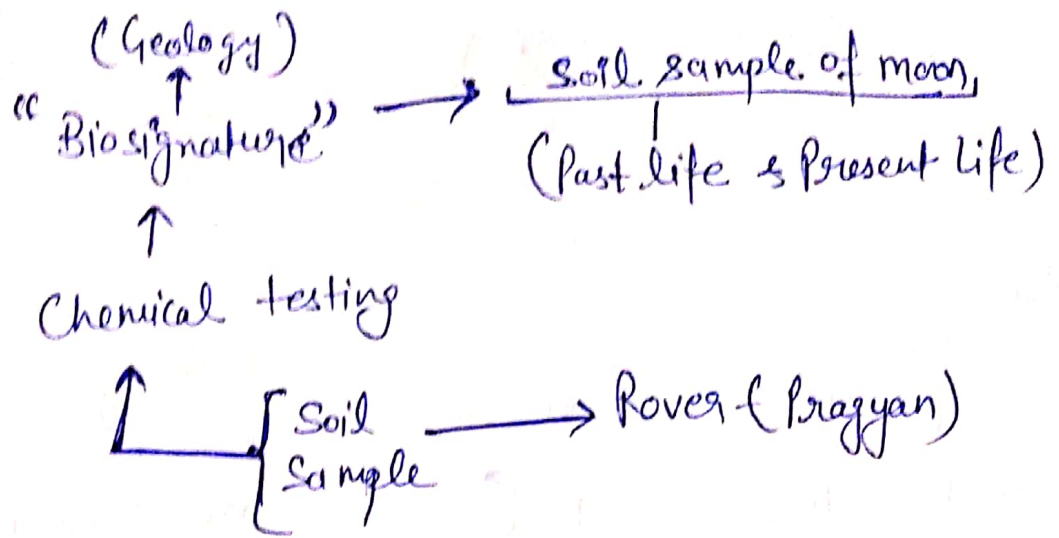 (Geology)
"Biosignature" → soil sample of moon,
(Past life & Present Life)
Chemical testing
Soil Sample → Rover (Pragyan)